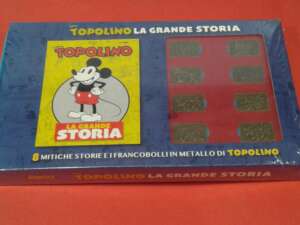 TOPOLINO LA GRANDE STORIA
TOPOLINO
LA GRANDE
STORIA
8 MITICHE STORIE E I FRANCOBOLLI IN METALLO DI TOPOLINO
TOPOLINO LA GRANDE STORIA